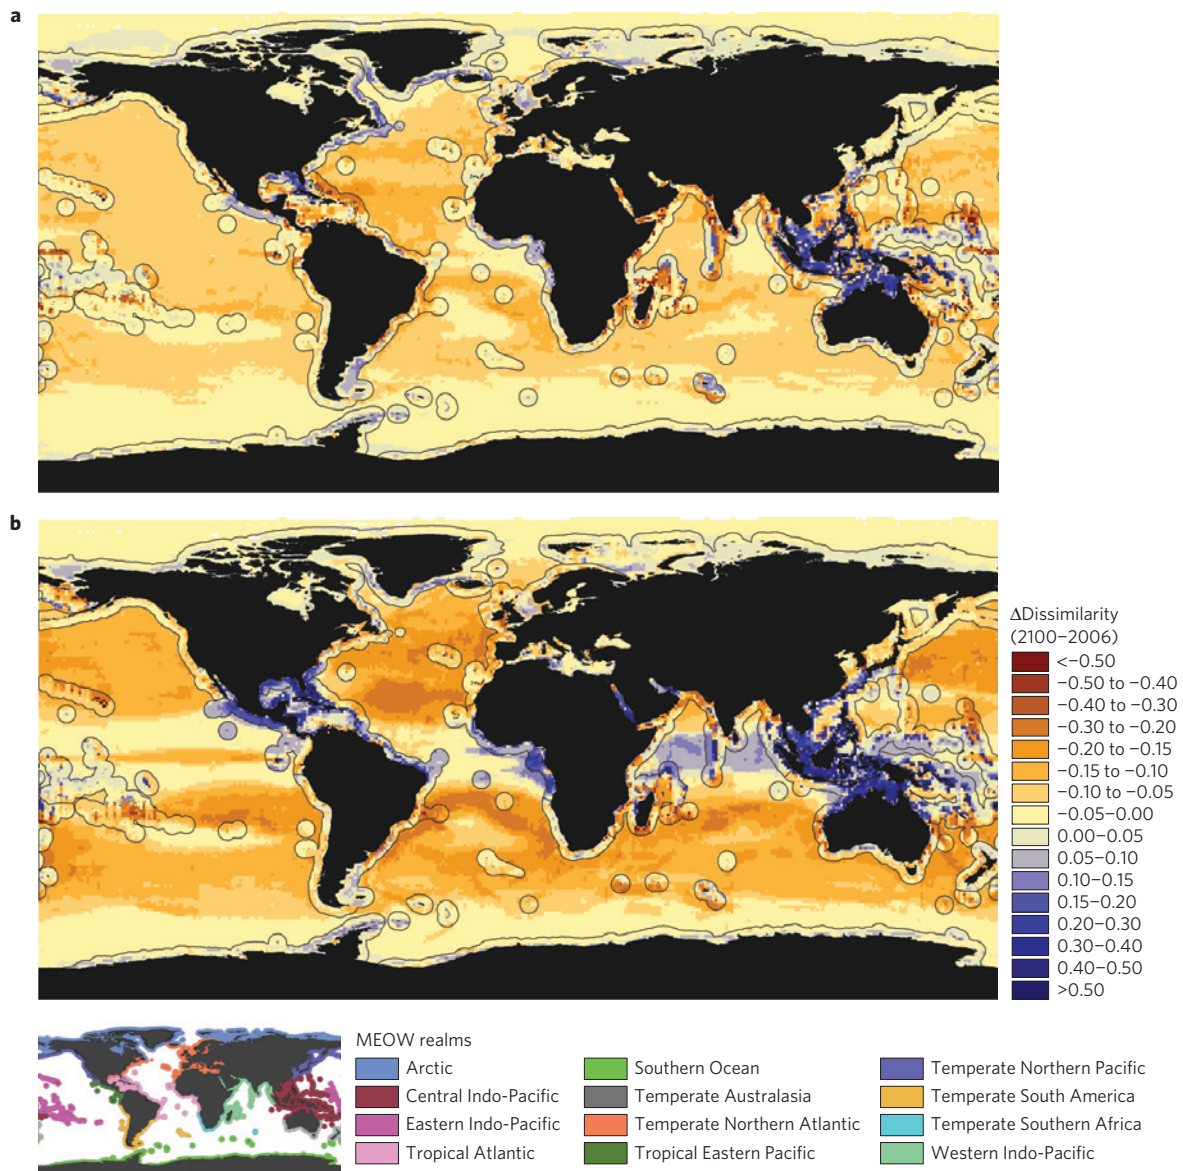 a
b
ΔDissimilarity
(2100–2006)
<−0.50
−0.50 to −0.40
−0.40 to −0.30
−0.30 to −0.20
−0.20 to −0.15
−0.15 to −0.10
−0.10 to −0.05
−0.05–0.00
0.00–0.05
0.05–0.10
0.10–0.15
0.15–0.20
0.20–0.30
0.30–0.40
0.40–0.50
>0.50
MEOW realms
Arctic
Central Indo-Pacific
Eastern Indo-Pacific
Tropical Atlantic
Southern Ocean
Temperate Australasia
Temperate Northern Atlantic
Tropical Eastern Pacific
Temperate Northern Pacific
Temperate South America
Temperate Southern Africa
Western Indo-Pacific